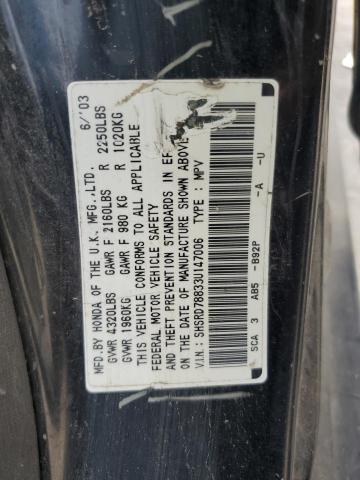 MFD.BY HONDA OF THE U.K. MFG.,LTD. 6/'03
GVWR 4320LBS GAWR F 2160LBS R 2250LBS
GVWR 1960KG GAWR F 980 KG R 1020KG
THIS VEHICLE CONFORMS TO ALL APPLICABLE
FEDERAL MOTOR VEHICLE SAFETY
AND THEFT PREVENTION STANDARDS IN EF
ON THE DATE OF MANUFACTURE SHOWN ABOVE.
V.I.N.: SHSRD78833U147006 TYPE : MPV
SCA 3 AB5 -B92P -A -U